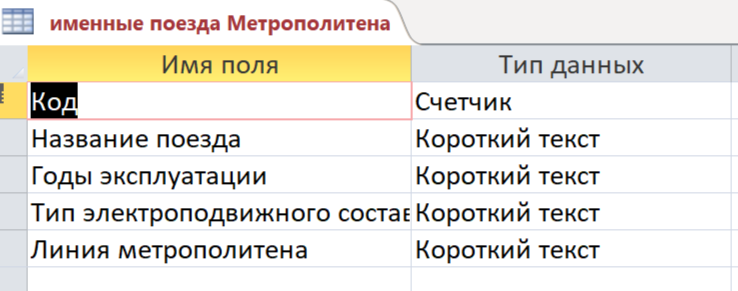 именные поезда Метрополитена
Имя поля Тип данных
Код Счетчик
Название поезда Короткий текст
Годы эксплуатации Короткий текст
Тип электроподвижного состав Короткий текст
Линия метрополитена Короткий текст